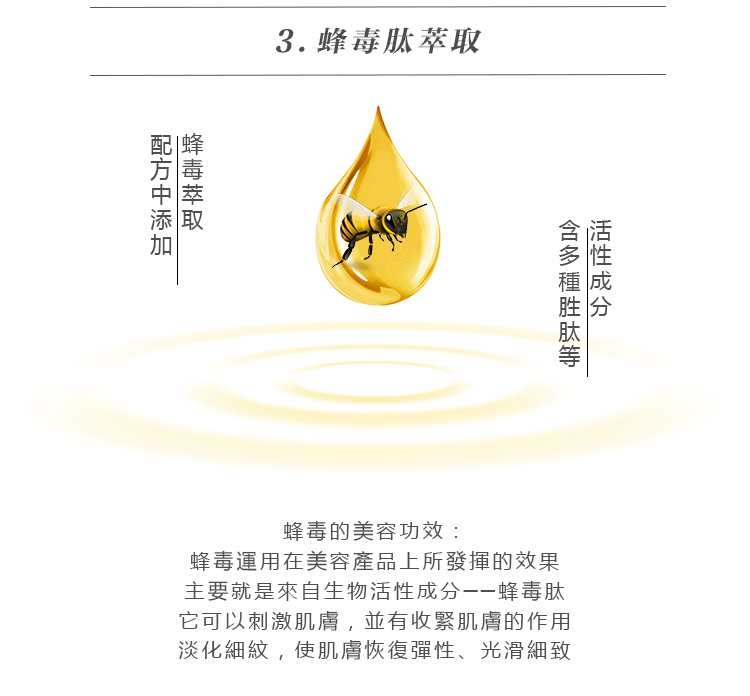 3. 蜂毒肽萃取
蜂毒萃取
配方中添加
活性成分
含多種胜肽等
蜂毒的美容功效：
蜂毒運用在美容產品上所發揮的效果
主要就是來自生物活性成分——蜂毒肽
它可以刺激肌膚，並有收緊肌膚的作用
淡化細紋，使肌膚恢復彈性、光滑細致